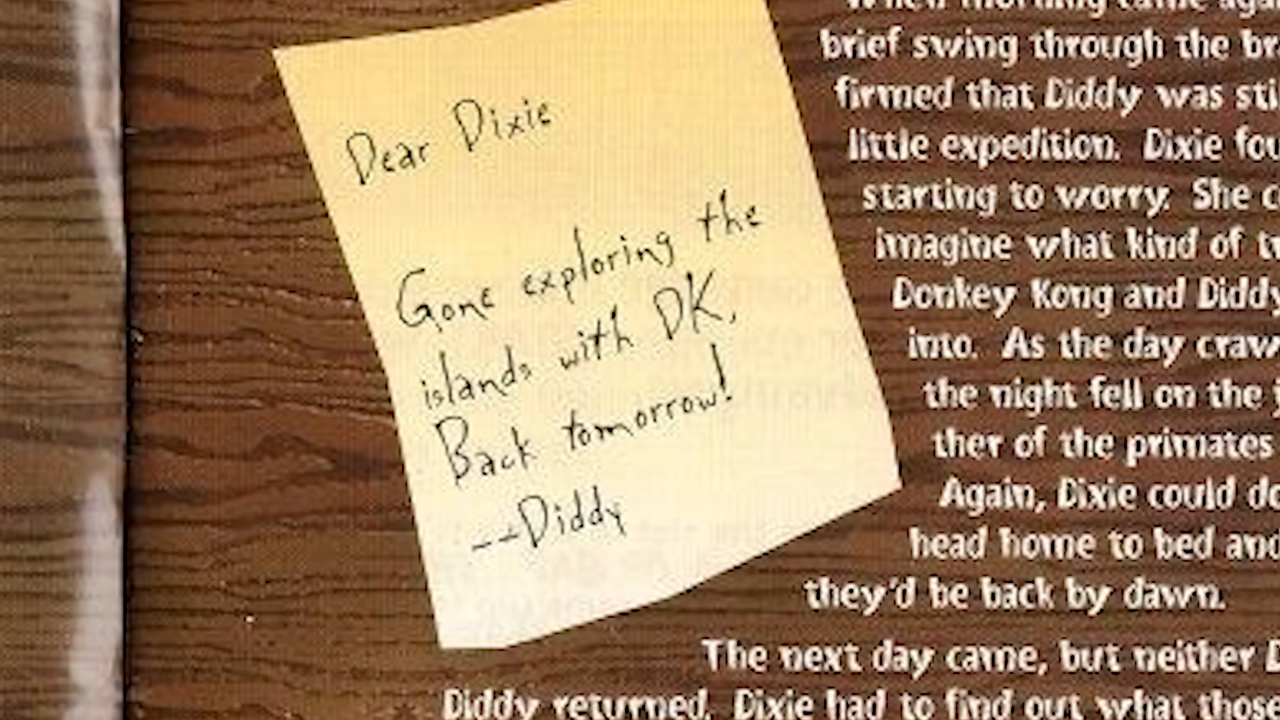 Dear Dixie
Gone exploring the
islands with DK,
Back tomorrow!
--Diddy
When morning came
brief swing through the
firmed that Diddy was
little expedition. Dixie
starting to worry. She
imagine what kind of
Donkey Kong and Diddy
into. As the day
the night fell on the
ther of the primates
Again, Dixie could
head home to bed and
they'd be back by dawn.
The next day came, but neither
Diddy returned. Dixie had to find out what those